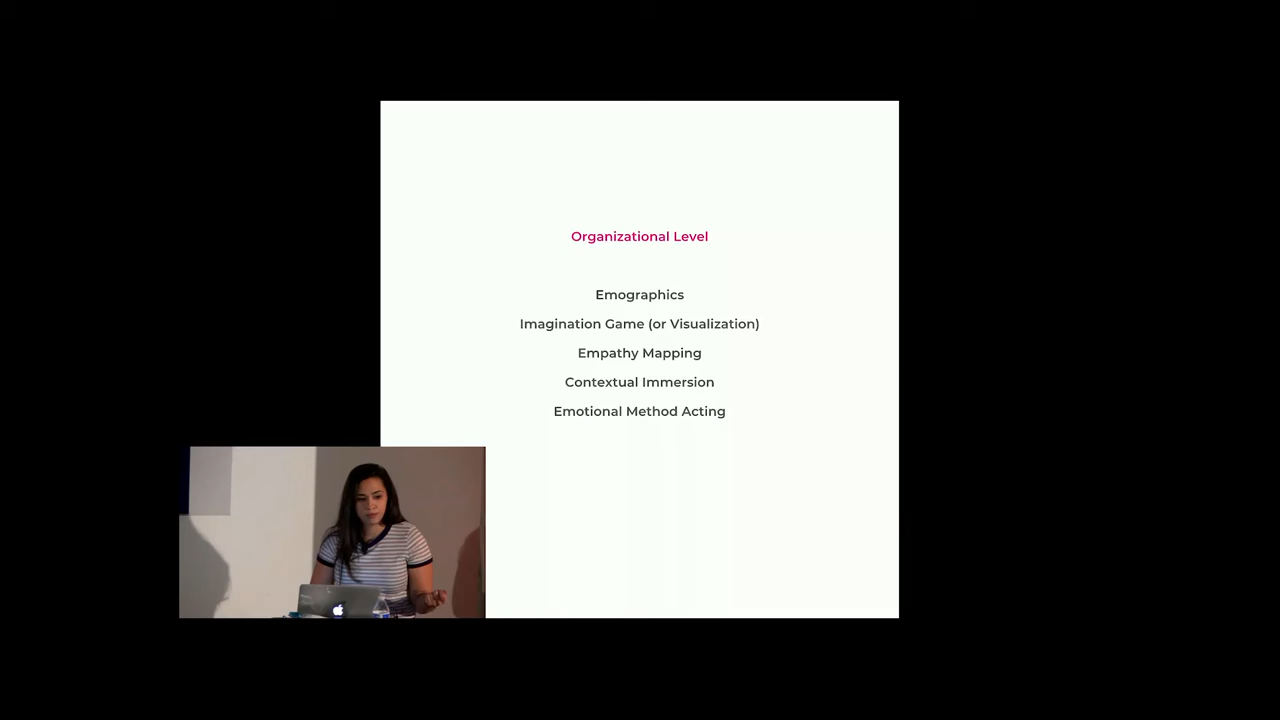 Organizational Level
Emographics
Imagination Game (or Visualization)
Empathy Mapping
Contextual Immersion
Emotional Method Acting